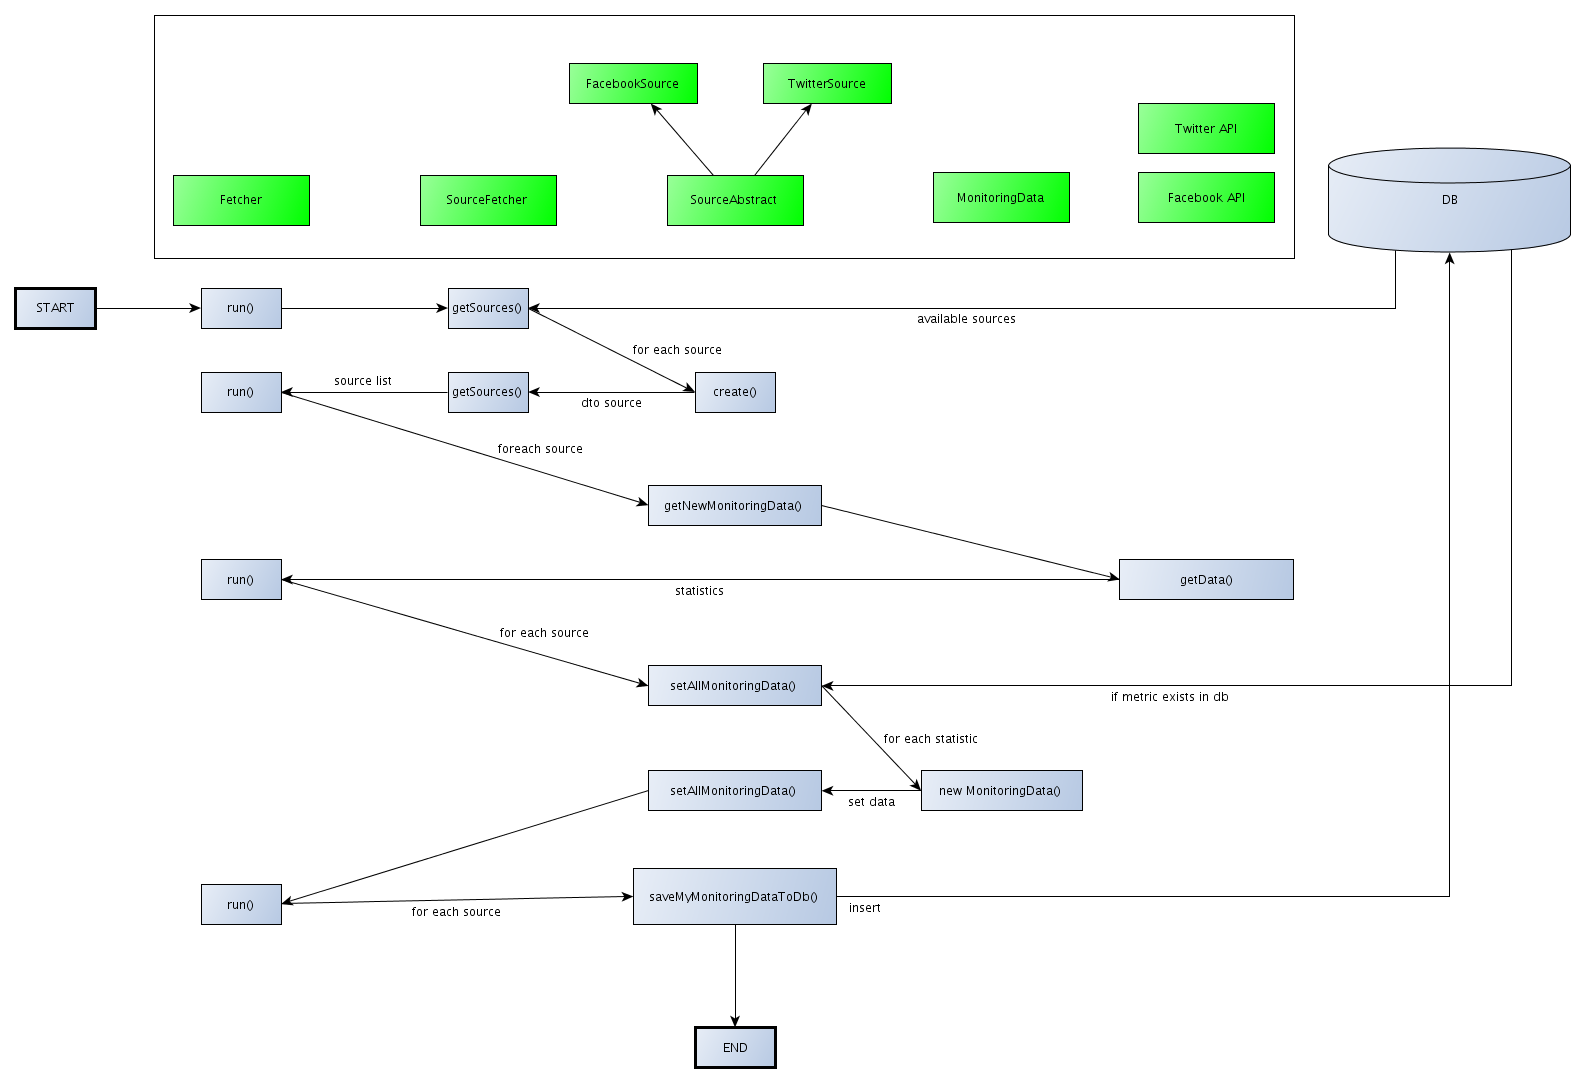 FacebookSource
TwitterSource
Twitter API
Fetcher
SourceFetcher
SourceAbstract
MonitoringData
Facebook API
DB
START
run()
getSources()
available sources
for each source
run()
source list
getSources()
dto source
create()
foreach source
getNewMonitoringData()
run()
statistics
getData()
for each source
setAllMonitoringData()
if metric exists in db
for each statistic
setAllMonitoringData()
set data
new MonitoringData()
run()
for each source
saveMyMonitoringDataToDb()
insert
END